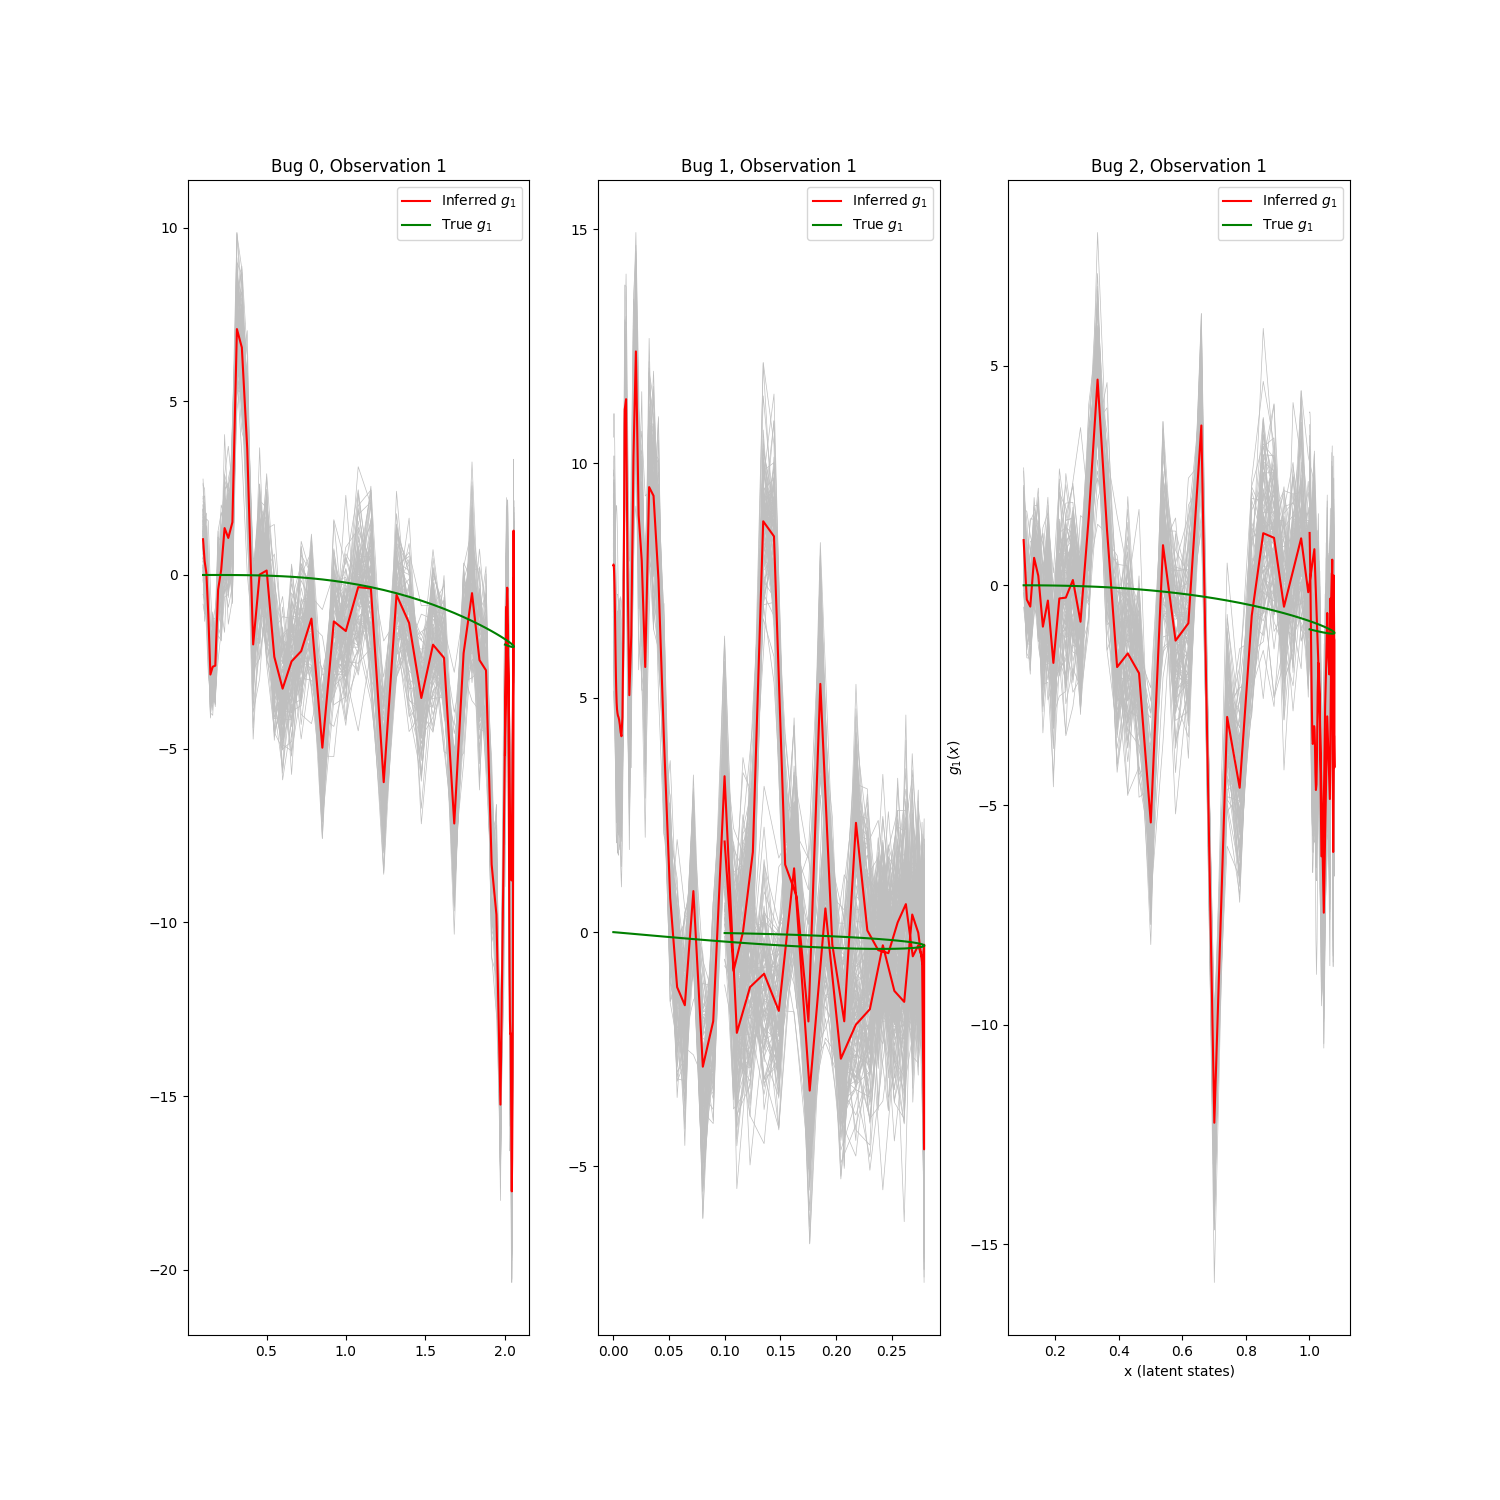 Bug 0, Observation 1
Inferred g₁
True g₁
10
5
0
−5
−10
−15
−20
0.5 1.0 1.5 2.0
Bug 1, Observation 1
Inferred g₁
True g₁
15
10
5
0
−5
0.00 0.05 0.10 0.15 0.20 0.25
Bug 2, Observation 1
Inferred g₁
True g₁
g₁(x)
5
0
−5
−10
−15
0.2 0.4 0.6 0.8 1.0
x (latent states)